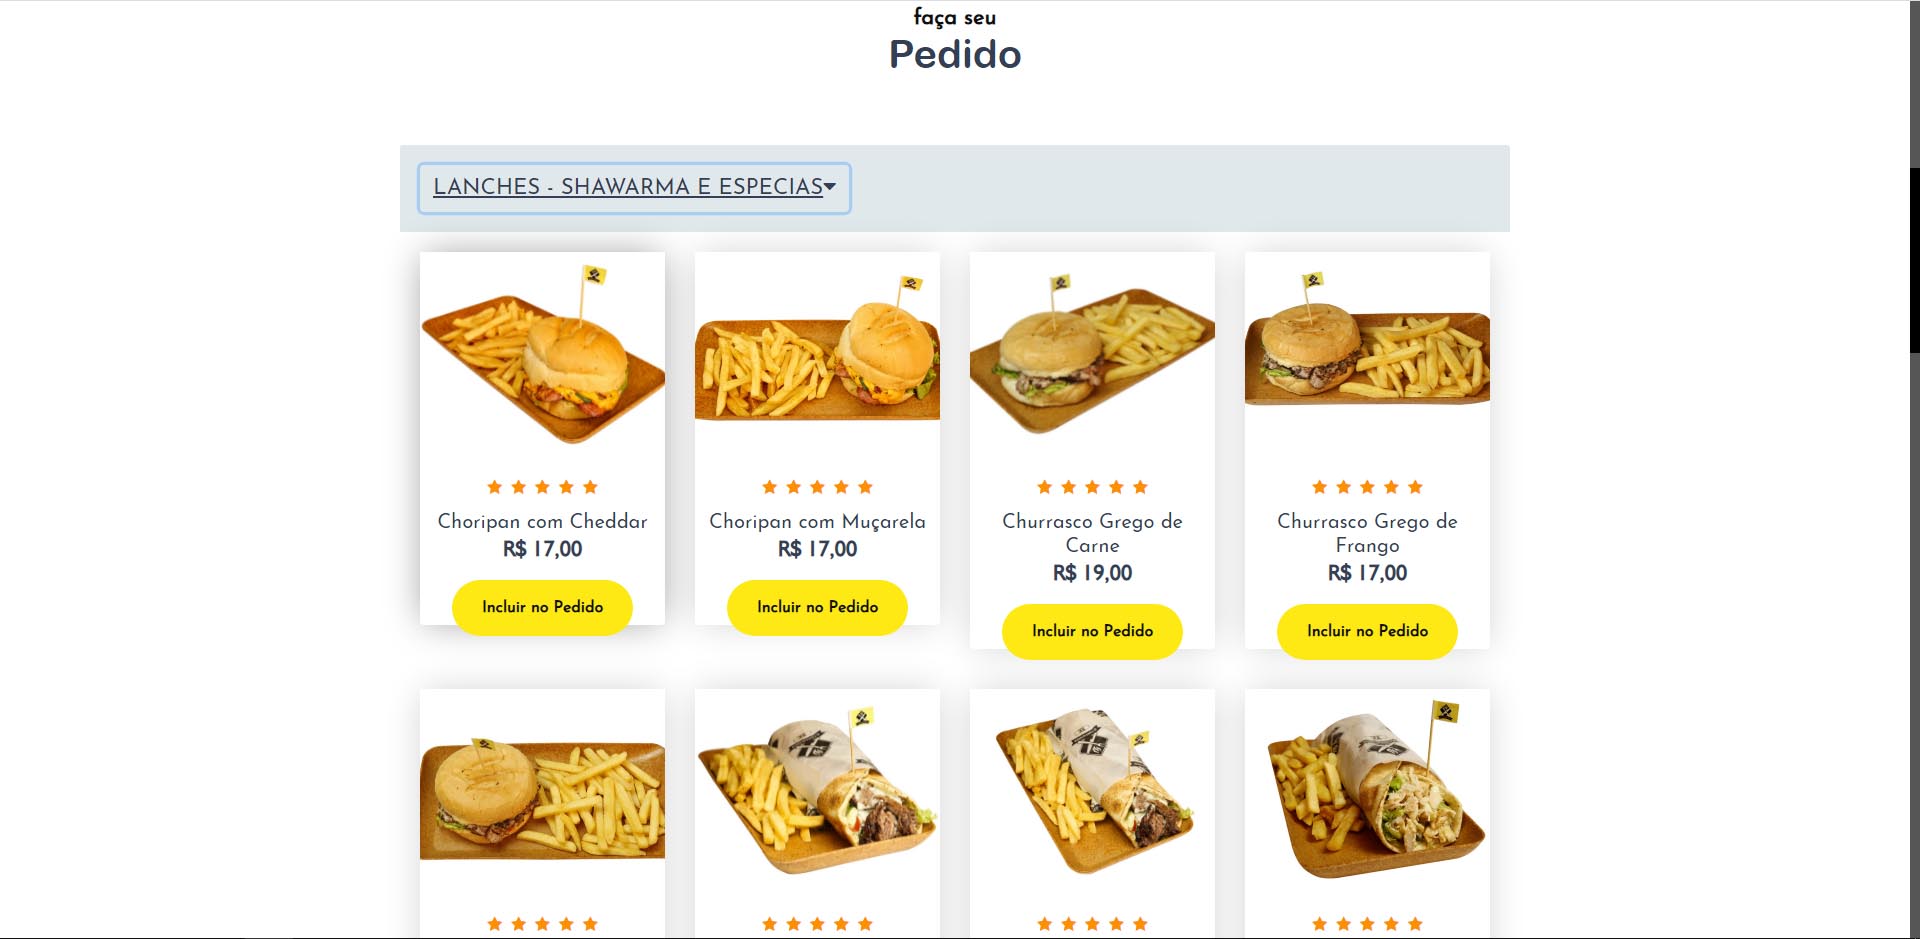 faça seu
Pedido
LANCHES - SHAWARMA E ESPECIAS
Choripan com Cheddar
R$ 17,00
Incluir no Pedido
Choripan com Muçarela
R$ 17,00
Incluir no Pedido
Churrasco Grego de
Carne
R$ 19,00
Incluir no Pedido
Churrasco Grego de
Frango
R$ 17,00
Incluir no Pedido